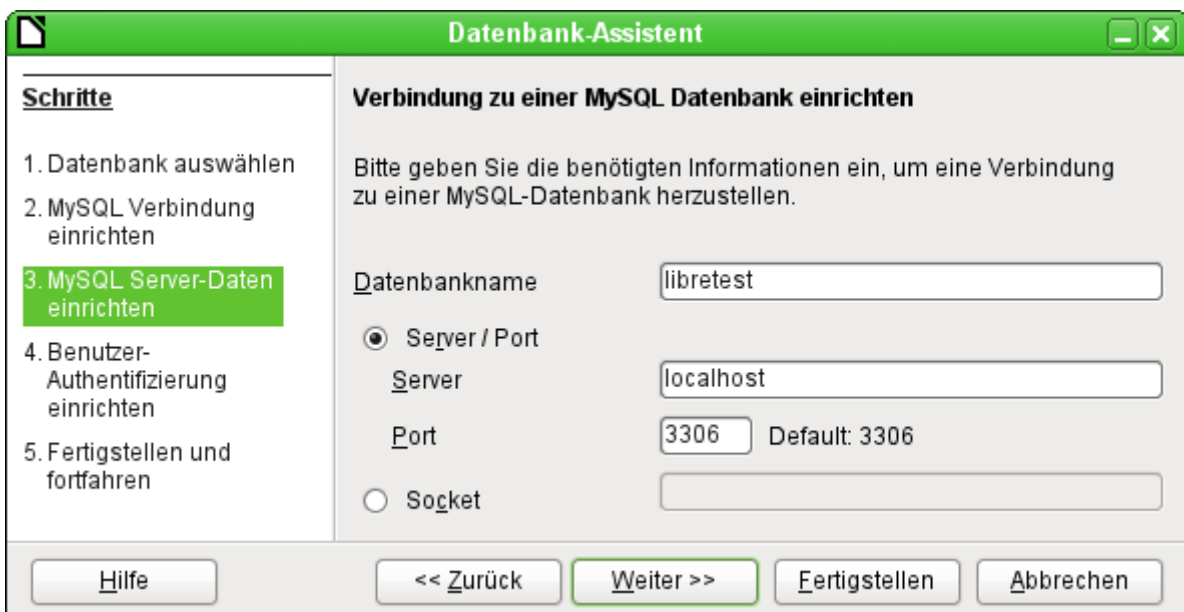 Datenbank-Assistent
Schritte
1. Datenbank auswählen
2. MySQL Verbindung
einrichten
3. MySQL Server-Daten
einrichten
4. Benutzer-
Authentifizierung
einrichten
5. Fertigstellen und
fortfahren
Verbindung zu einer MySQL Datenbank einrichten
Bitte geben Sie die benötigten Informationen ein, um eine Verbindung
zu einer MySQL-Datenbank herzustellen.
Datenbankname libretest
Server / Port
Server localhost
Port 3306 Default: 3306
Socket
Hilfe << Zurück Weiter >> Fertigstellen Abbrechen